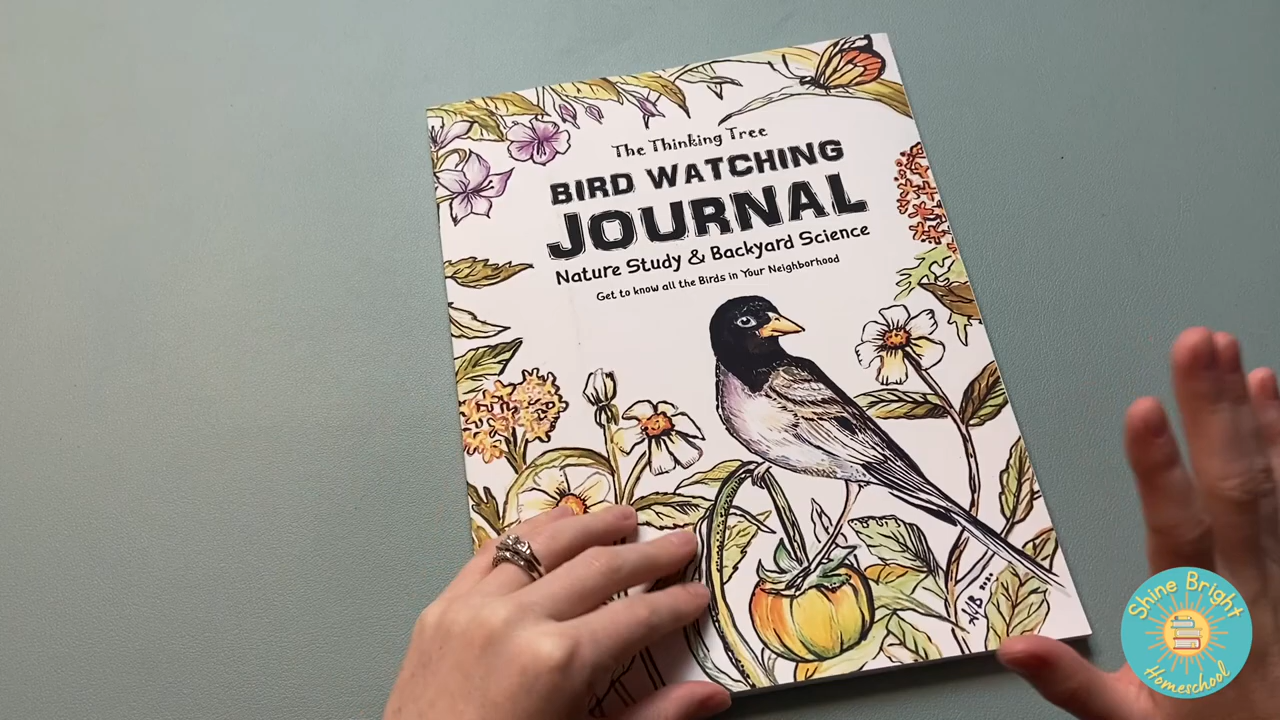 The Thinking Tree
BIRD WATCHING
JOURNAL
Nature Study & Backyard Science
Get to know all the Birds in Your Neighborhood
Shine Bright
Homeschool